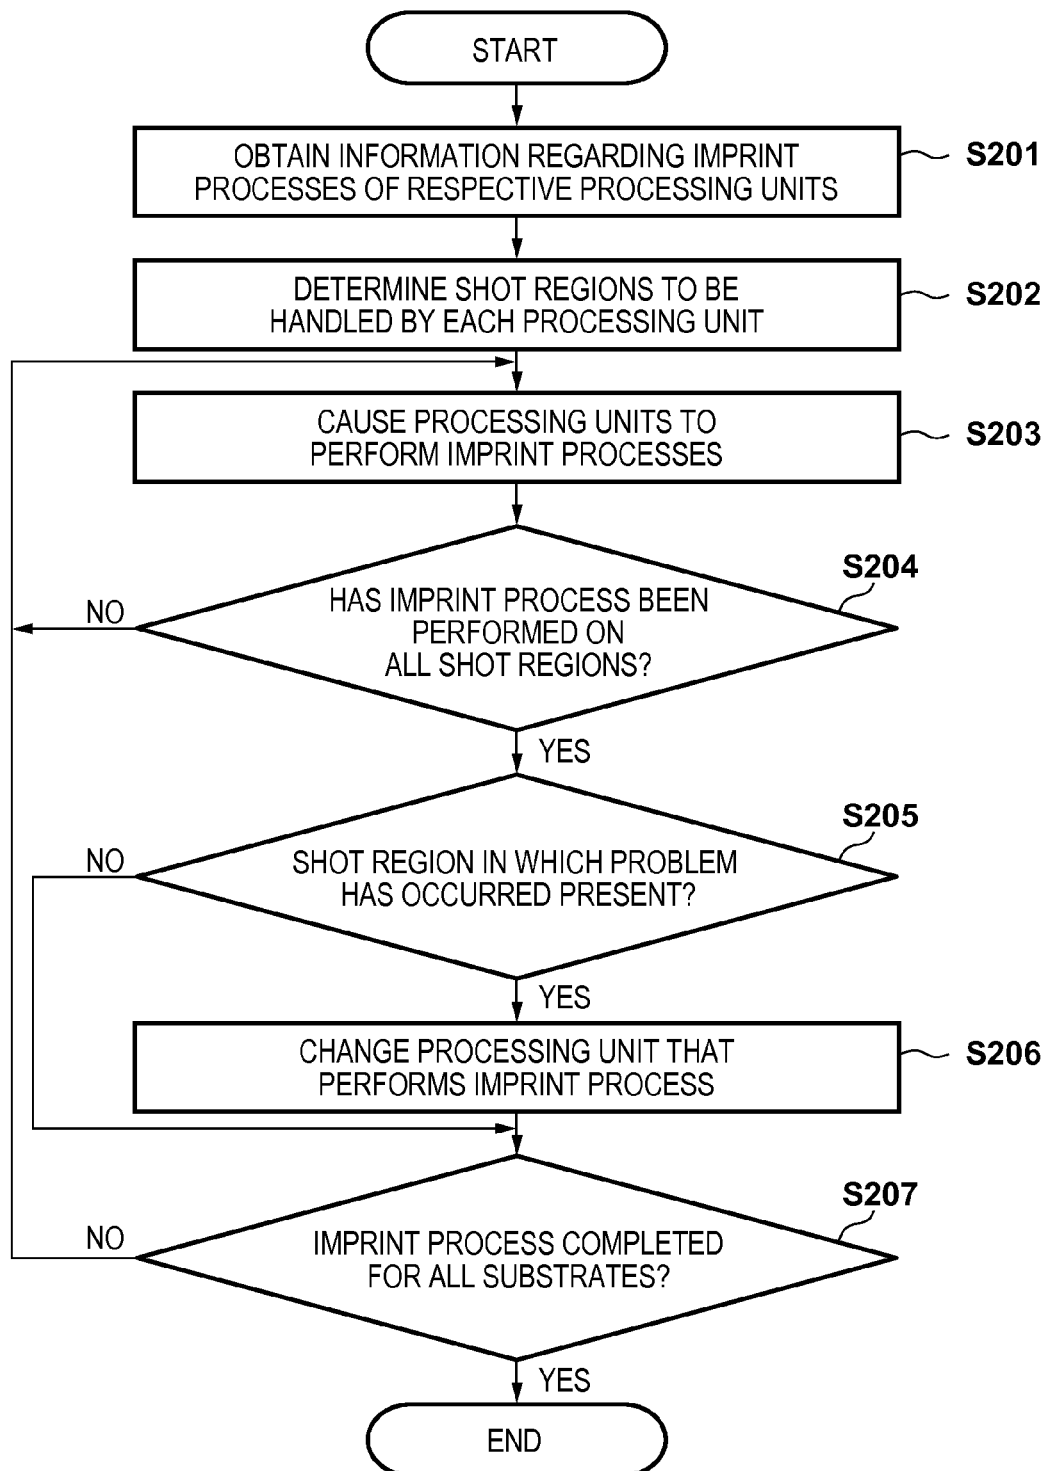 START
OBTAIN INFORMATION REGARDING IMPRINT
PROCESSES OF RESPECTIVE PROCESSING UNITS
S201
DETERMINE SHOT REGIONS TO BE
HANDLED BY EACH PROCESSING UNIT
S202
CAUSE PROCESSING UNITS TO
PERFORM IMPRINT PROCESSES
S203
S204
HAS IMPRINT PROCESS BEEN
PERFORMED ON
ALL SHOT REGIONS?
NO
YES
S205
SHOT REGION IN WHICH PROBLEM
HAS OCCURRED PRESENT?
NO
YES
CHANGE PROCESSING UNIT THAT
PERFORMS IMPRINT PROCESS
S206
S207
IMPRINT PROCESS COMPLETED
FOR ALL SUBSTRATES?
NO
YES
END